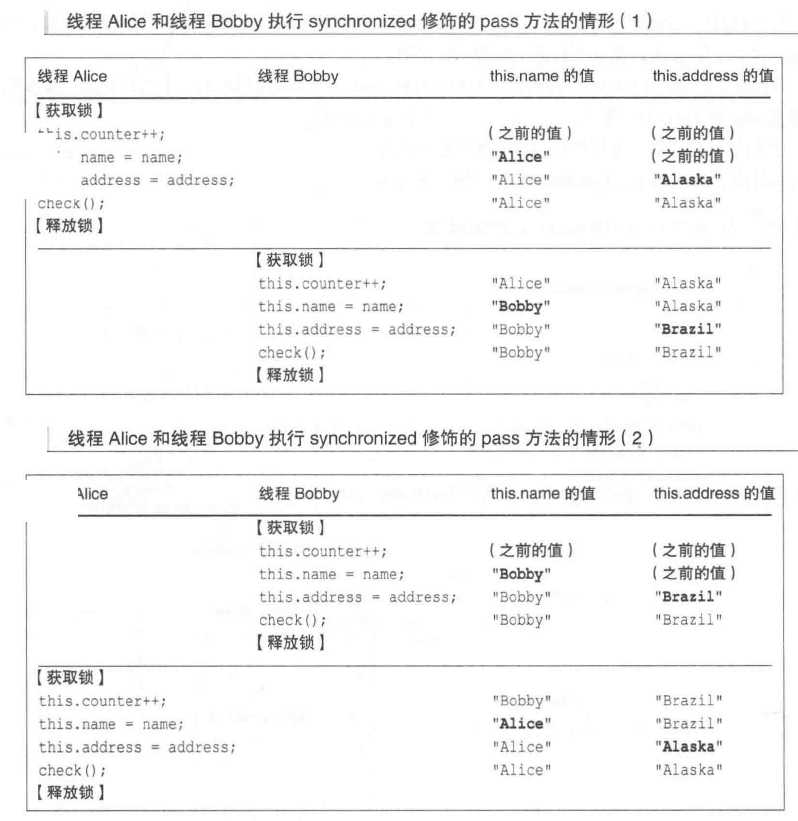 线程 Alice 和线程 Bobby 执行 synchronized 修饰的 pass 方法的情形（1）
线程 Alice 线程 Bobby this.name 的值 this.address 的值
【获取锁】
this.counter++; （之前的值） （之前的值）
name = name; "Alice" （之前的值）
address = address; "Alice" "Alaska"
check(); "Alice" "Alaska"
【释放锁】
【获取锁】
this.counter++; "Alice" "Alaska"
this.name = name; "Bobby" "Alaska"
this.address = address; "Bobby" "Brazil"
check(); "Bobby" "Brazil"
【释放锁】
线程 Alice 和线程 Bobby 执行 synchronized 修饰的 pass 方法的情形（2）
Alice 线程 Bobby this.name 的值 this.address 的值
【获取锁】
this.counter++; （之前的值） （之前的值）
this.name = name; "Bobby" （之前的值）
this.address = address; "Bobby" "Brazil"
check(); "Bobby" "Brazil"
【释放锁】
【获取锁】
this.counter++; "Bobby" "Brazil"
this.name = name; "Alice" "Brazil"
this.address = address; "Alice" "Alaska"
check(); "Alice" "Alaska"
【释放锁】